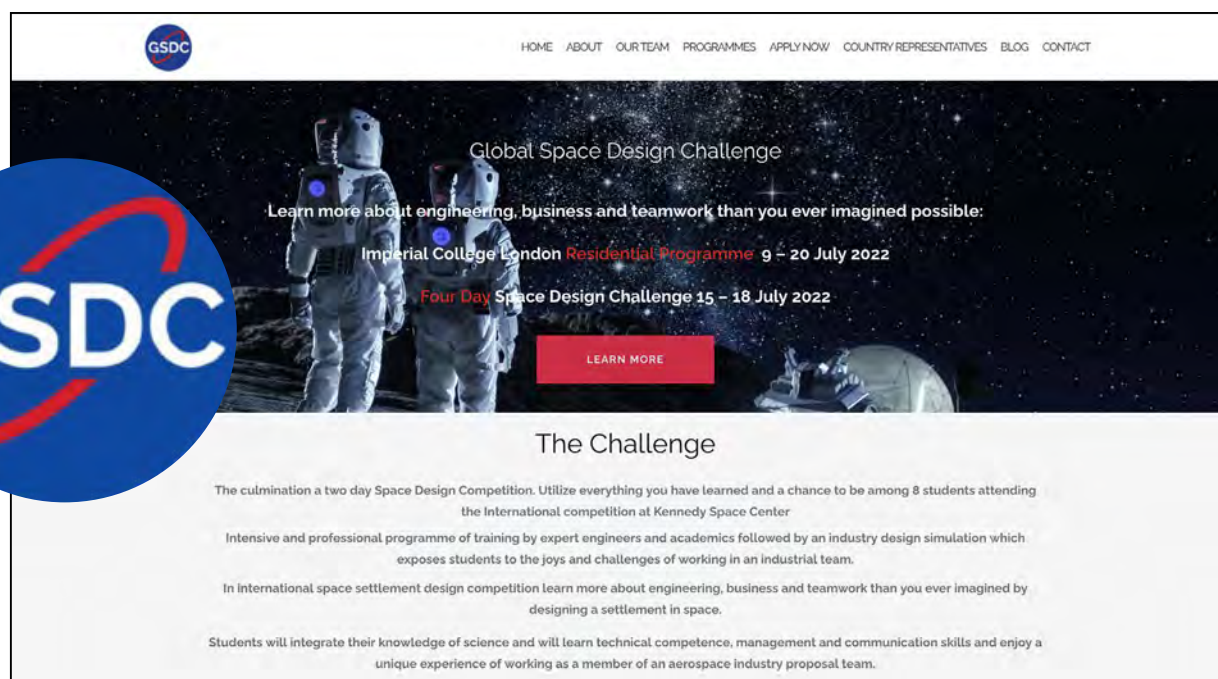 GSDC
HOME ABOUT OUR TEAM PROGRAMMES APPLY NOW COUNTRY REPRESENTATIVES BLOG CONTACT
Global Space Design Challenge
Learn more about engineering, business and teamwork than you ever imagined possible:
Imperial College London Residential Programme 9 – 20 July 2022
Four Day Space Design Challenge 15 – 18 July 2022
LEARN MORE
SDC
The Challenge
The culmination a two day Space Design Competition. Utilize everything you have learned and a chance to be among 8 students attending
the International competition at Kennedy Space Center
Intensive and professional programme of training by expert engineers and academics followed by an industry design simulation which
exposes students to the joys and challenges of working in an industrial team.
In international space settlement design competition learn more about engineering, business and teamwork than you ever imagined by
designing a settlement in space.
Students will integrate their knowledge of science and will learn technical competence, management and communication skills and enjoy a
unique experience of working as a member of an aerospace industry proposal team.